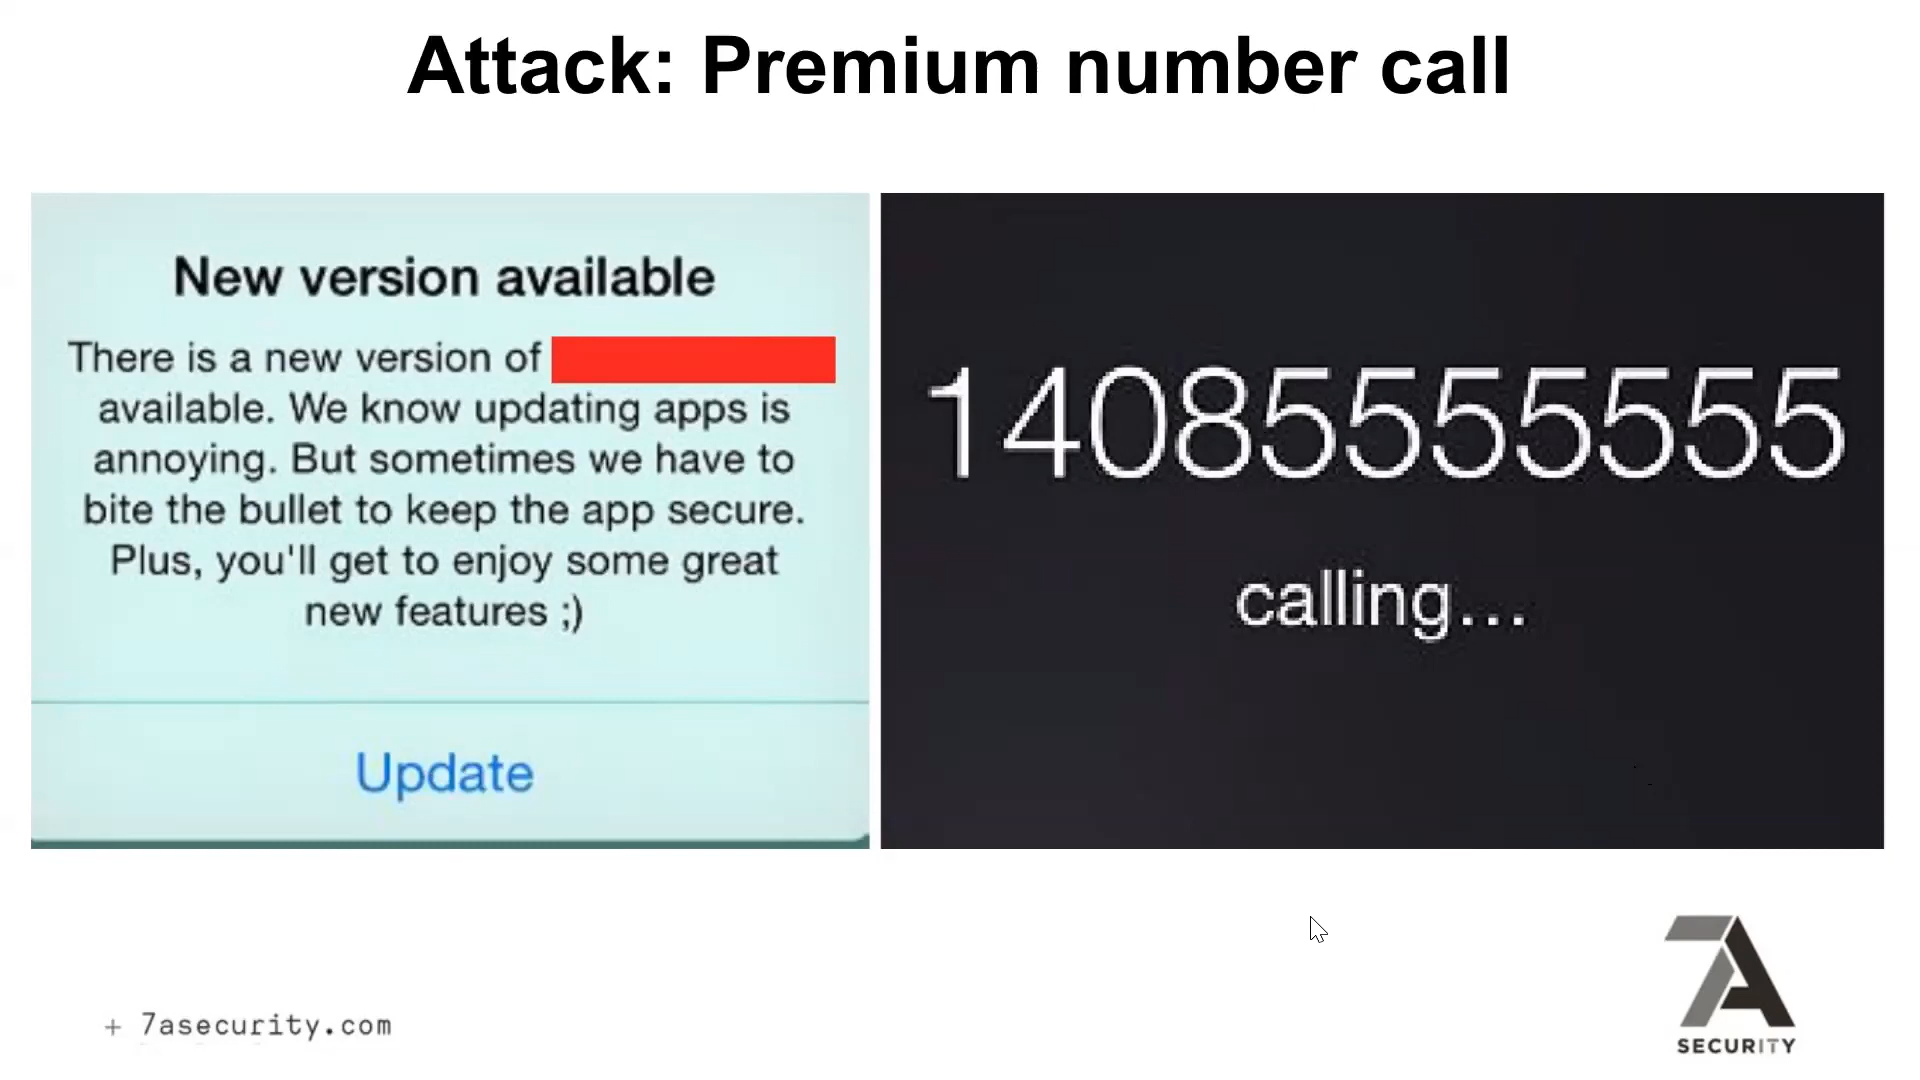 Attack: Premium number call
New version available
There is a new version of
available. We know updating apps is
annoying. But sometimes we have to
bite the bullet to keep the app secure.
Plus, you'll get to enjoy some great
new features ;)
Update
14085555555
calling...
+ 7asecurity.com
7A
SECURITY